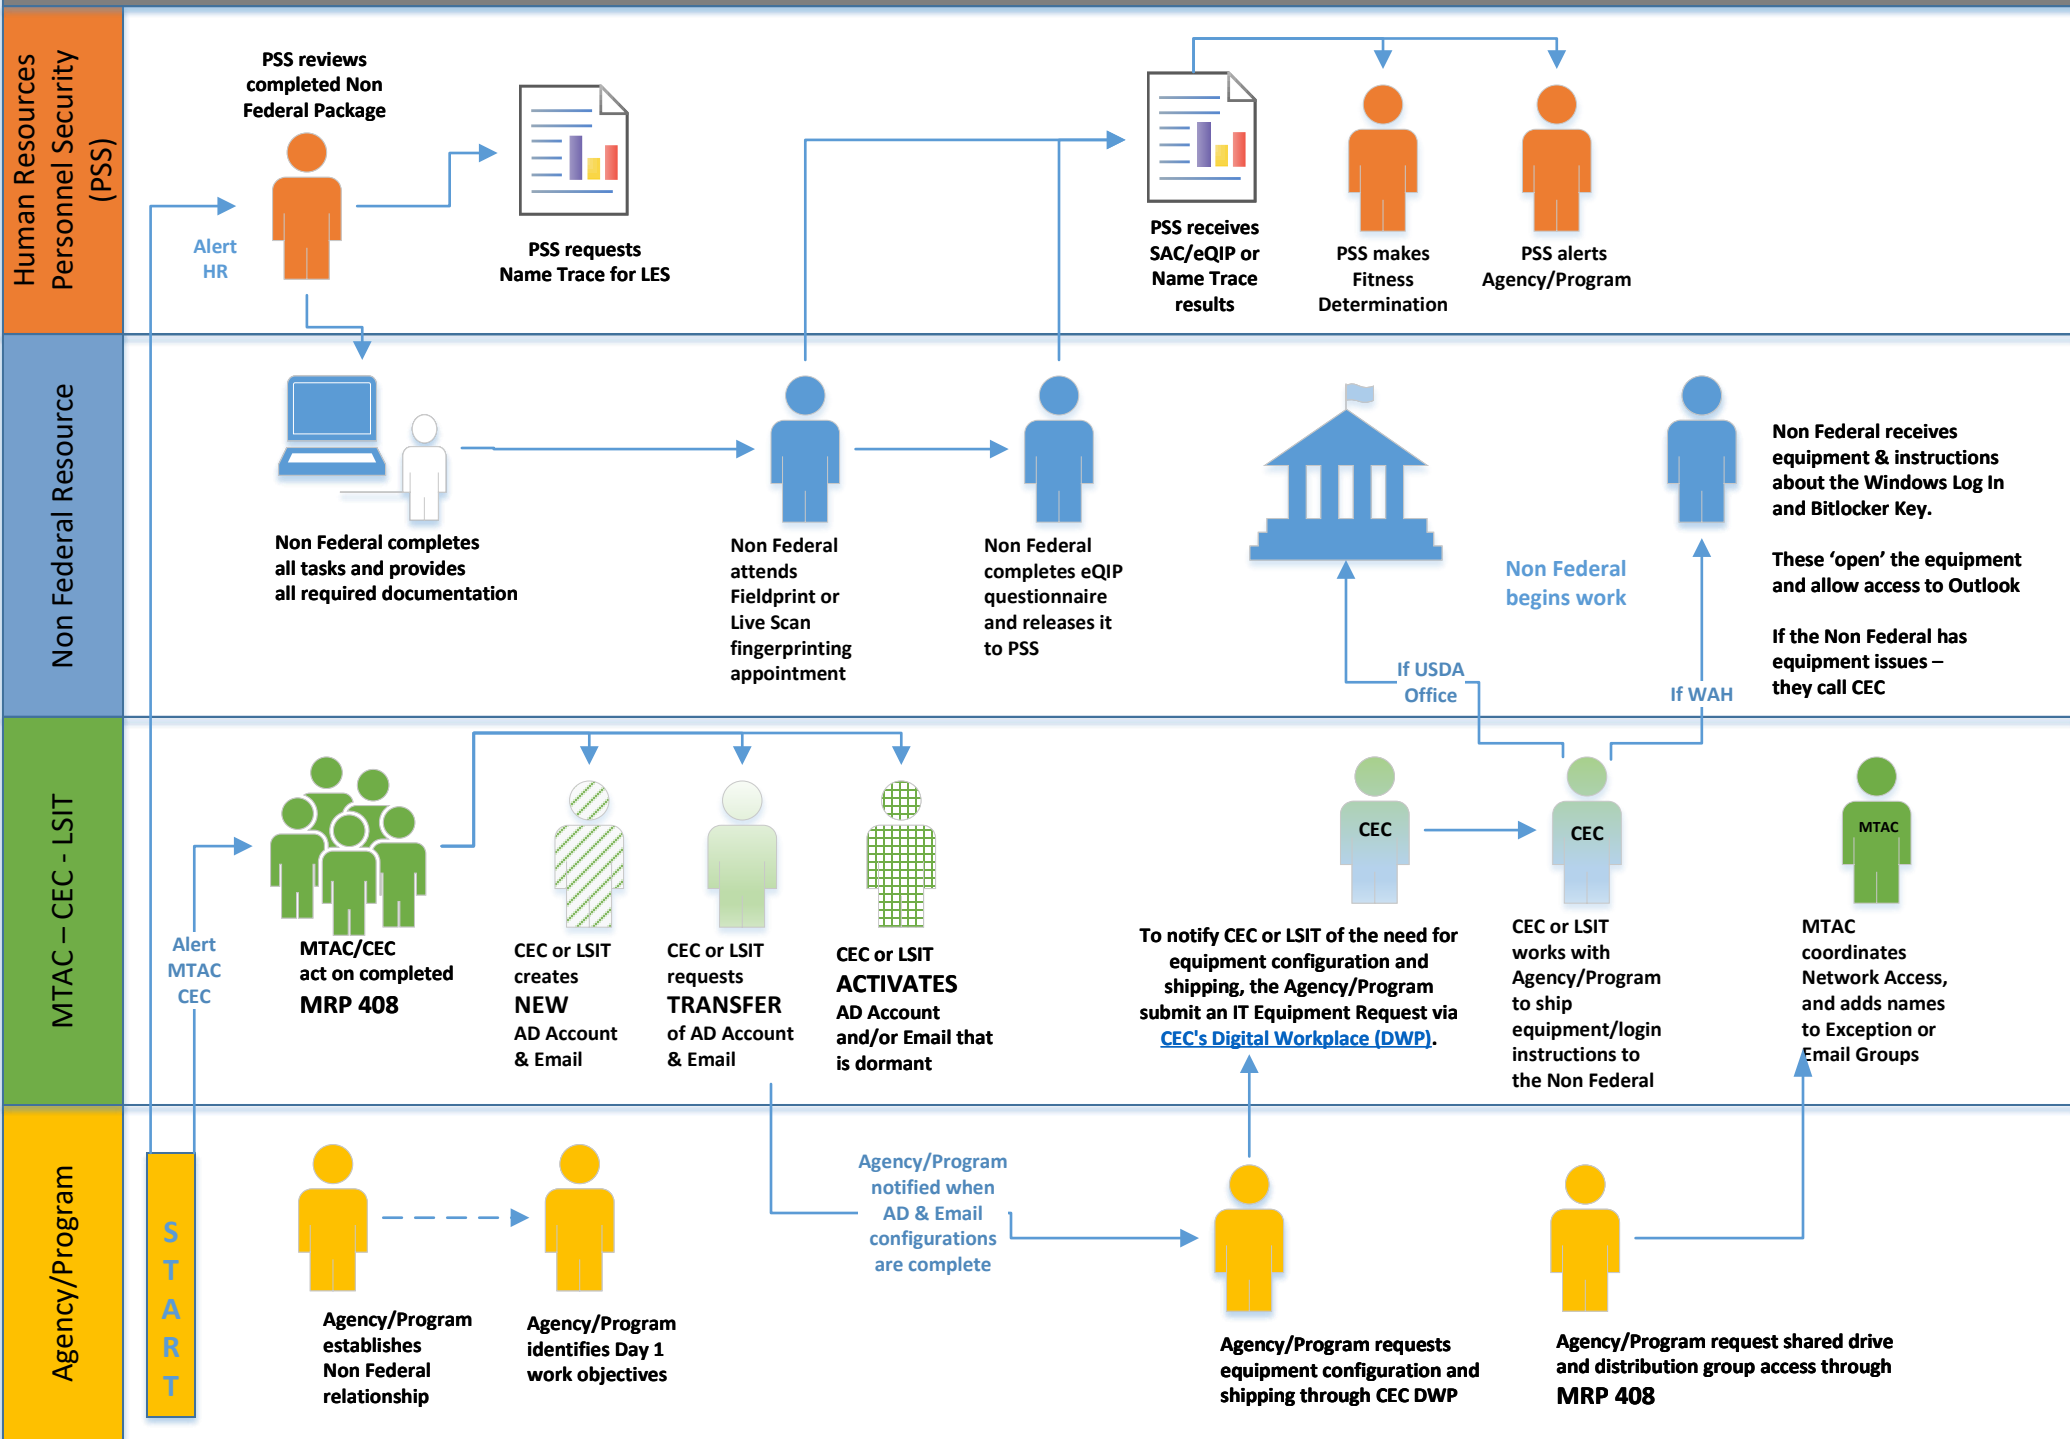 Human Resources
Personnel Security
(PSS)
PSS reviews
completed Non
Federal Package
Alert
HR
PSS requests
Name Trace for LES
PSS receives
SAC/eQIP or
Name Trace
results
PSS makes
Fitness
Determination
PSS alerts
Agency/Program
Non Federal Resource
Non Federal completes
all tasks and provides
all required documentation
Non Federal
attends
Fieldprint or
Live Scan
fingerprinting
appointment
Non Federal
completes eQIP
questionnaire
and releases it
to PSS
If USDA
Office
Non Federal
begins work
If WAH
Non Federal receives
equipment & instructions
about the Windows Log In
and Bitlocker Key.
These ‘open’ the equipment
and allow access to Outlook
If the Non Federal has
equipment issues –
they call CEC
MTAC – CEC - LSIT
Alert
MTAC
CEC
MTAC/CEC
act on completed
MRP 408
CEC or LSIT
creates
NEW
AD Account
& Email
CEC or LSIT
requests
TRANSFER
of AD Account
& Email
CEC or LSIT
ACTIVATES
AD Account
and/or Email that
is dormant
CEC
To notify CEC or LSIT of the need for
equipment configuration and
shipping, the Agency/Program
submit an IT Equipment Request via
CEC's Digital Workplace (DWP).
CEC
CEC or LSIT
works with
Agency/Program
to ship
equipment/login
instructions to
the Non Federal
MTAC
MTAC
coordinates
Network Access,
and adds names
to Exception or
Email Groups
Agency/Program
START
Agency/Program
establishes
Non Federal
relationship
Agency/Program
identifies Day 1
work objectives
Agency/Program
notified when
AD & Email
configurations
are complete
Agency/Program requests
equipment configuration and
shipping through CEC DWP
Agency/Program request shared drive
and distribution group access through
MRP 408